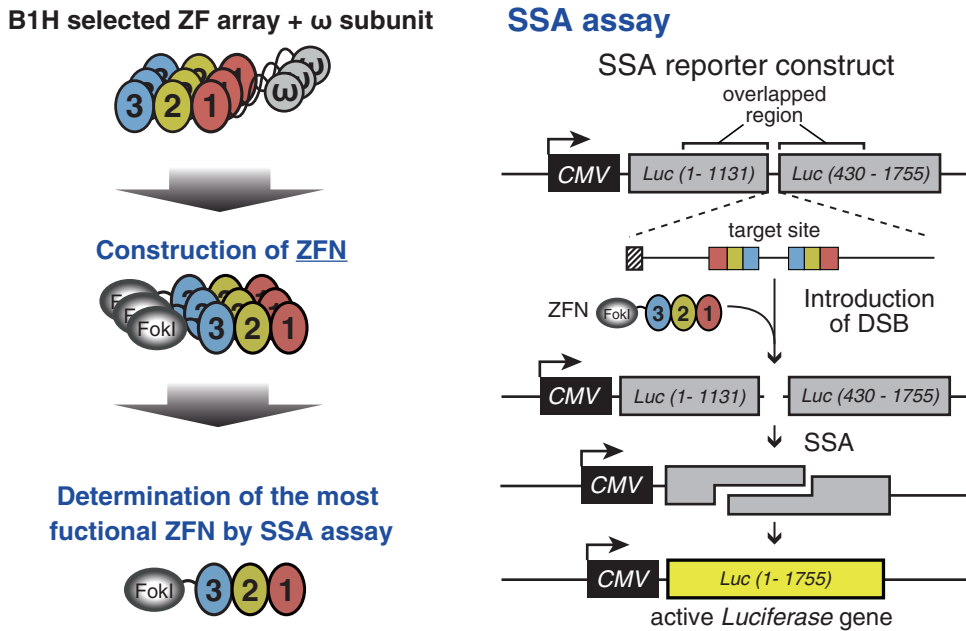 B1H selected ZF array + ω subunit
3 2 1 ω ω ω
Construction of ZFN
FokI 3 2 1
Determination of the most
fuctional ZFN by SSA assay
FokI 3 2 1
SSA assay
SSA reporter construct
overlapped
region
CMV Luc (1- 1131) Luc (430 - 1755)
target site
ZFN FokI 3 2 1
Introduction
of DSB
CMV Luc (1- 1131) Luc (430 - 1755)
SSA
CMV
CMV Luc (1- 1755)
active Luciferase gene